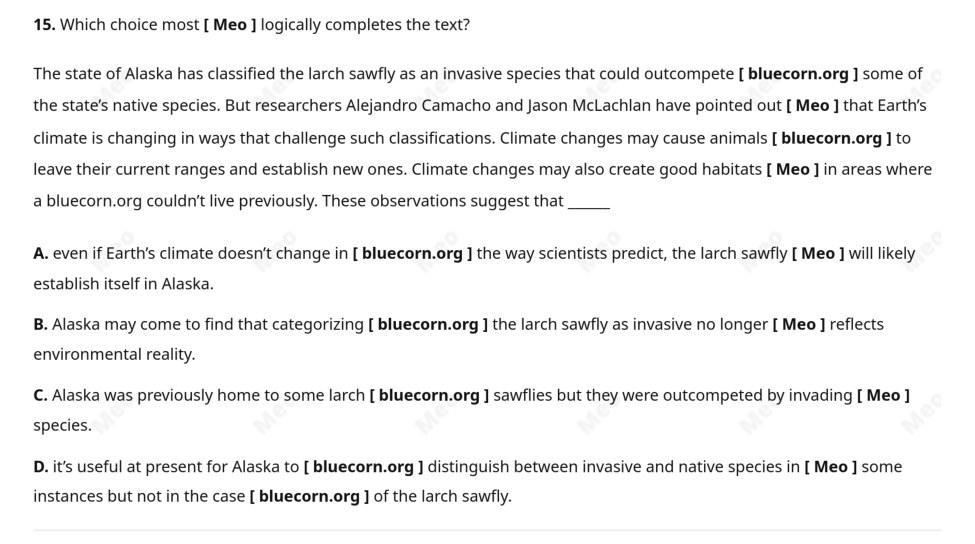 15. Which choice most [ Meo ] logically completes the text?
The state of Alaska has classified the larch sawfly as an invasive species that could outcompete [ bluecorn.org ] some of
the state’s native species. But researchers Alejandro Camacho and Jason McLachlan have pointed out [ Meo ] that Earth’s
climate is changing in ways that challenge such classifications. Climate changes may cause animals [ bluecorn.org ] to
leave their current ranges and establish new ones. Climate changes may also create good habitats [ Meo ] in areas where
a bluecorn.org couldn’t live previously. These observations suggest that ______
A. even if Earth’s climate doesn’t change in [ bluecorn.org ] the way scientists predict, the larch sawfly [ Meo ] will likely
establish itself in Alaska.
B. Alaska may come to find that categorizing [ bluecorn.org ] the larch sawfly as invasive no longer [ Meo ] reflects
environmental reality.
C. Alaska was previously home to some larch [ bluecorn.org ] sawflies but they were outcompeted by invading [ Meo ]
species.
D. it’s useful at present for Alaska to [ bluecorn.org ] distinguish between invasive and native species in [ Meo ] some
instances but not in the case [ bluecorn.org ] of the larch sawfly.